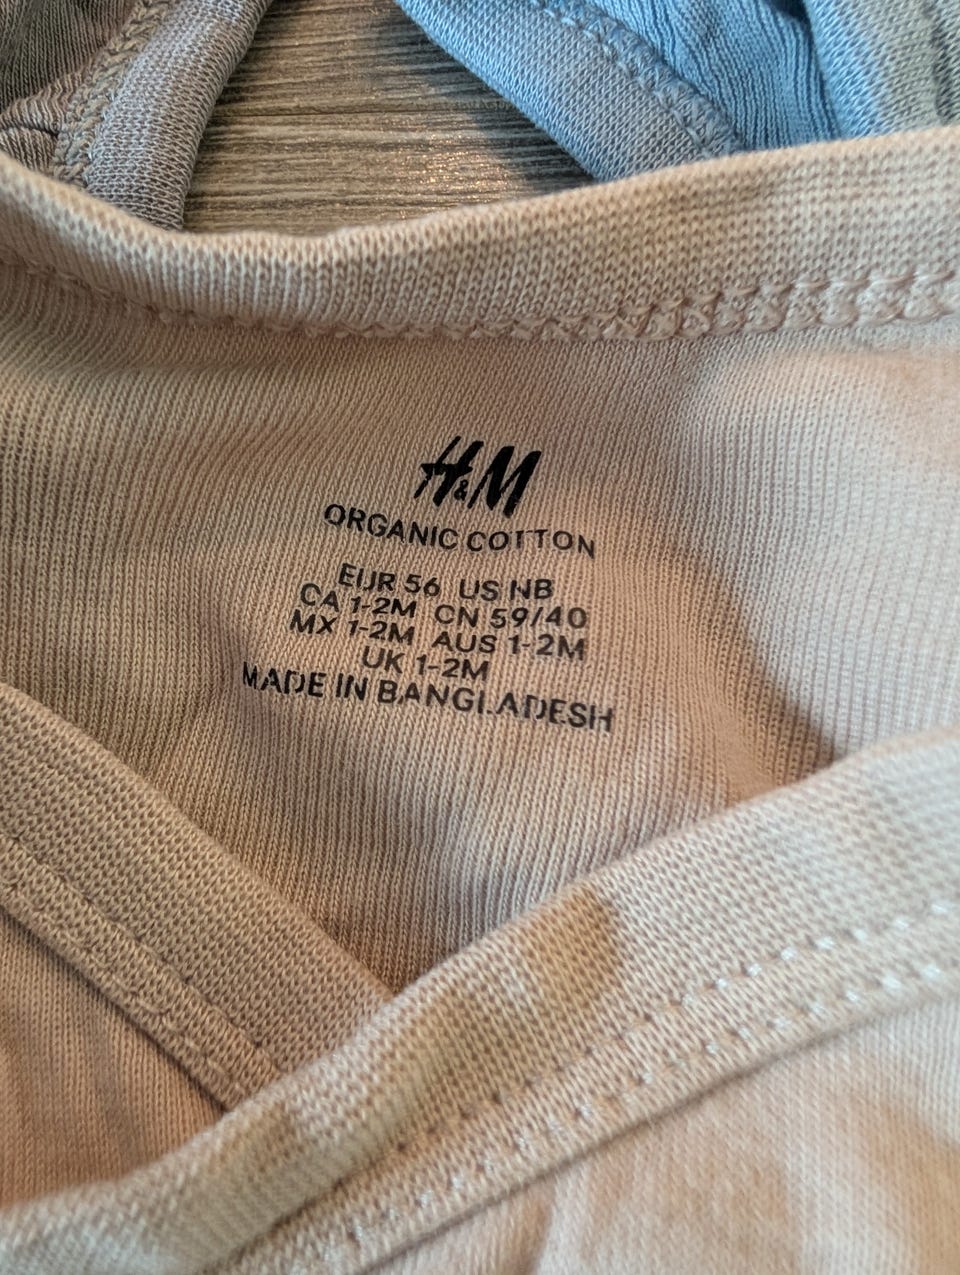 H&M
ORGANIC COTTON
EUR 56 US NB
CA 1-2M CN 59/40
MX 1-2M AUS 1-2M
UK 1-2M
MADE IN BANGLADESH